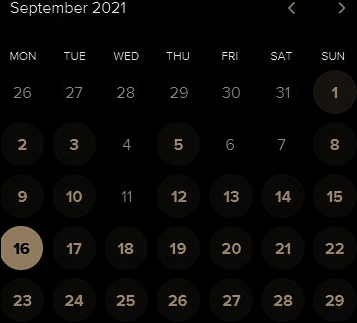 September 2021
MON TUE WED THU FRI SAT SUN
26 27 28 29 30 31 1
2 3 4 5 6 7 8
9 10 11 12 13 14 15
16 17 18 19 20 21 22
23 24 25 26 27 28 29